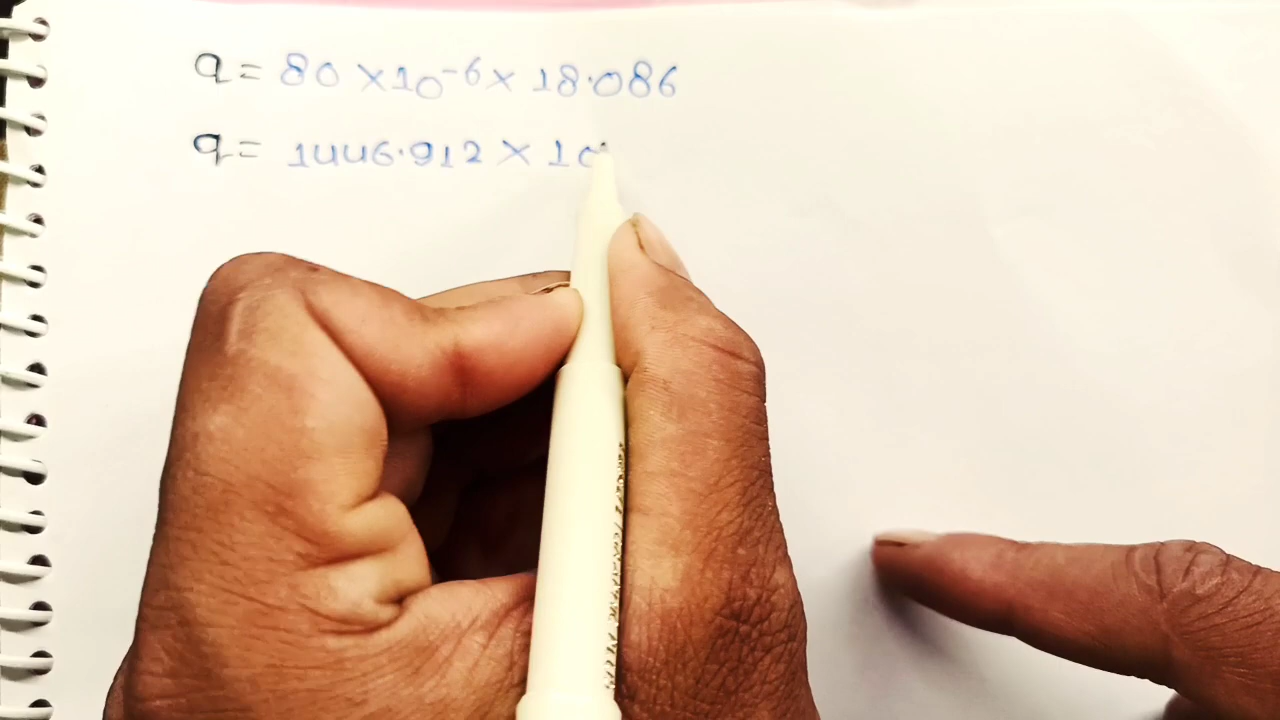 q = 80 × 10⁻⁶ × 18.086
q = 1446.912 × 10